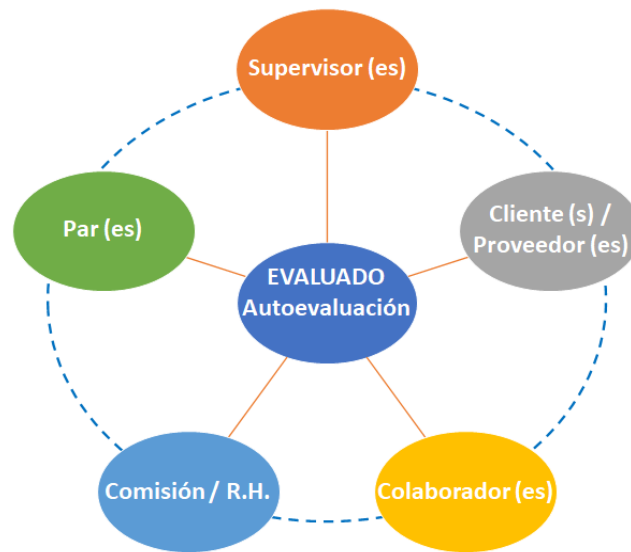 Supervisor (es)
Par (es)
Cliente (s) /
Proveedor (es)
EVALUADO
Autoevaluación
Comisión / R.H.
Colaborador (es)